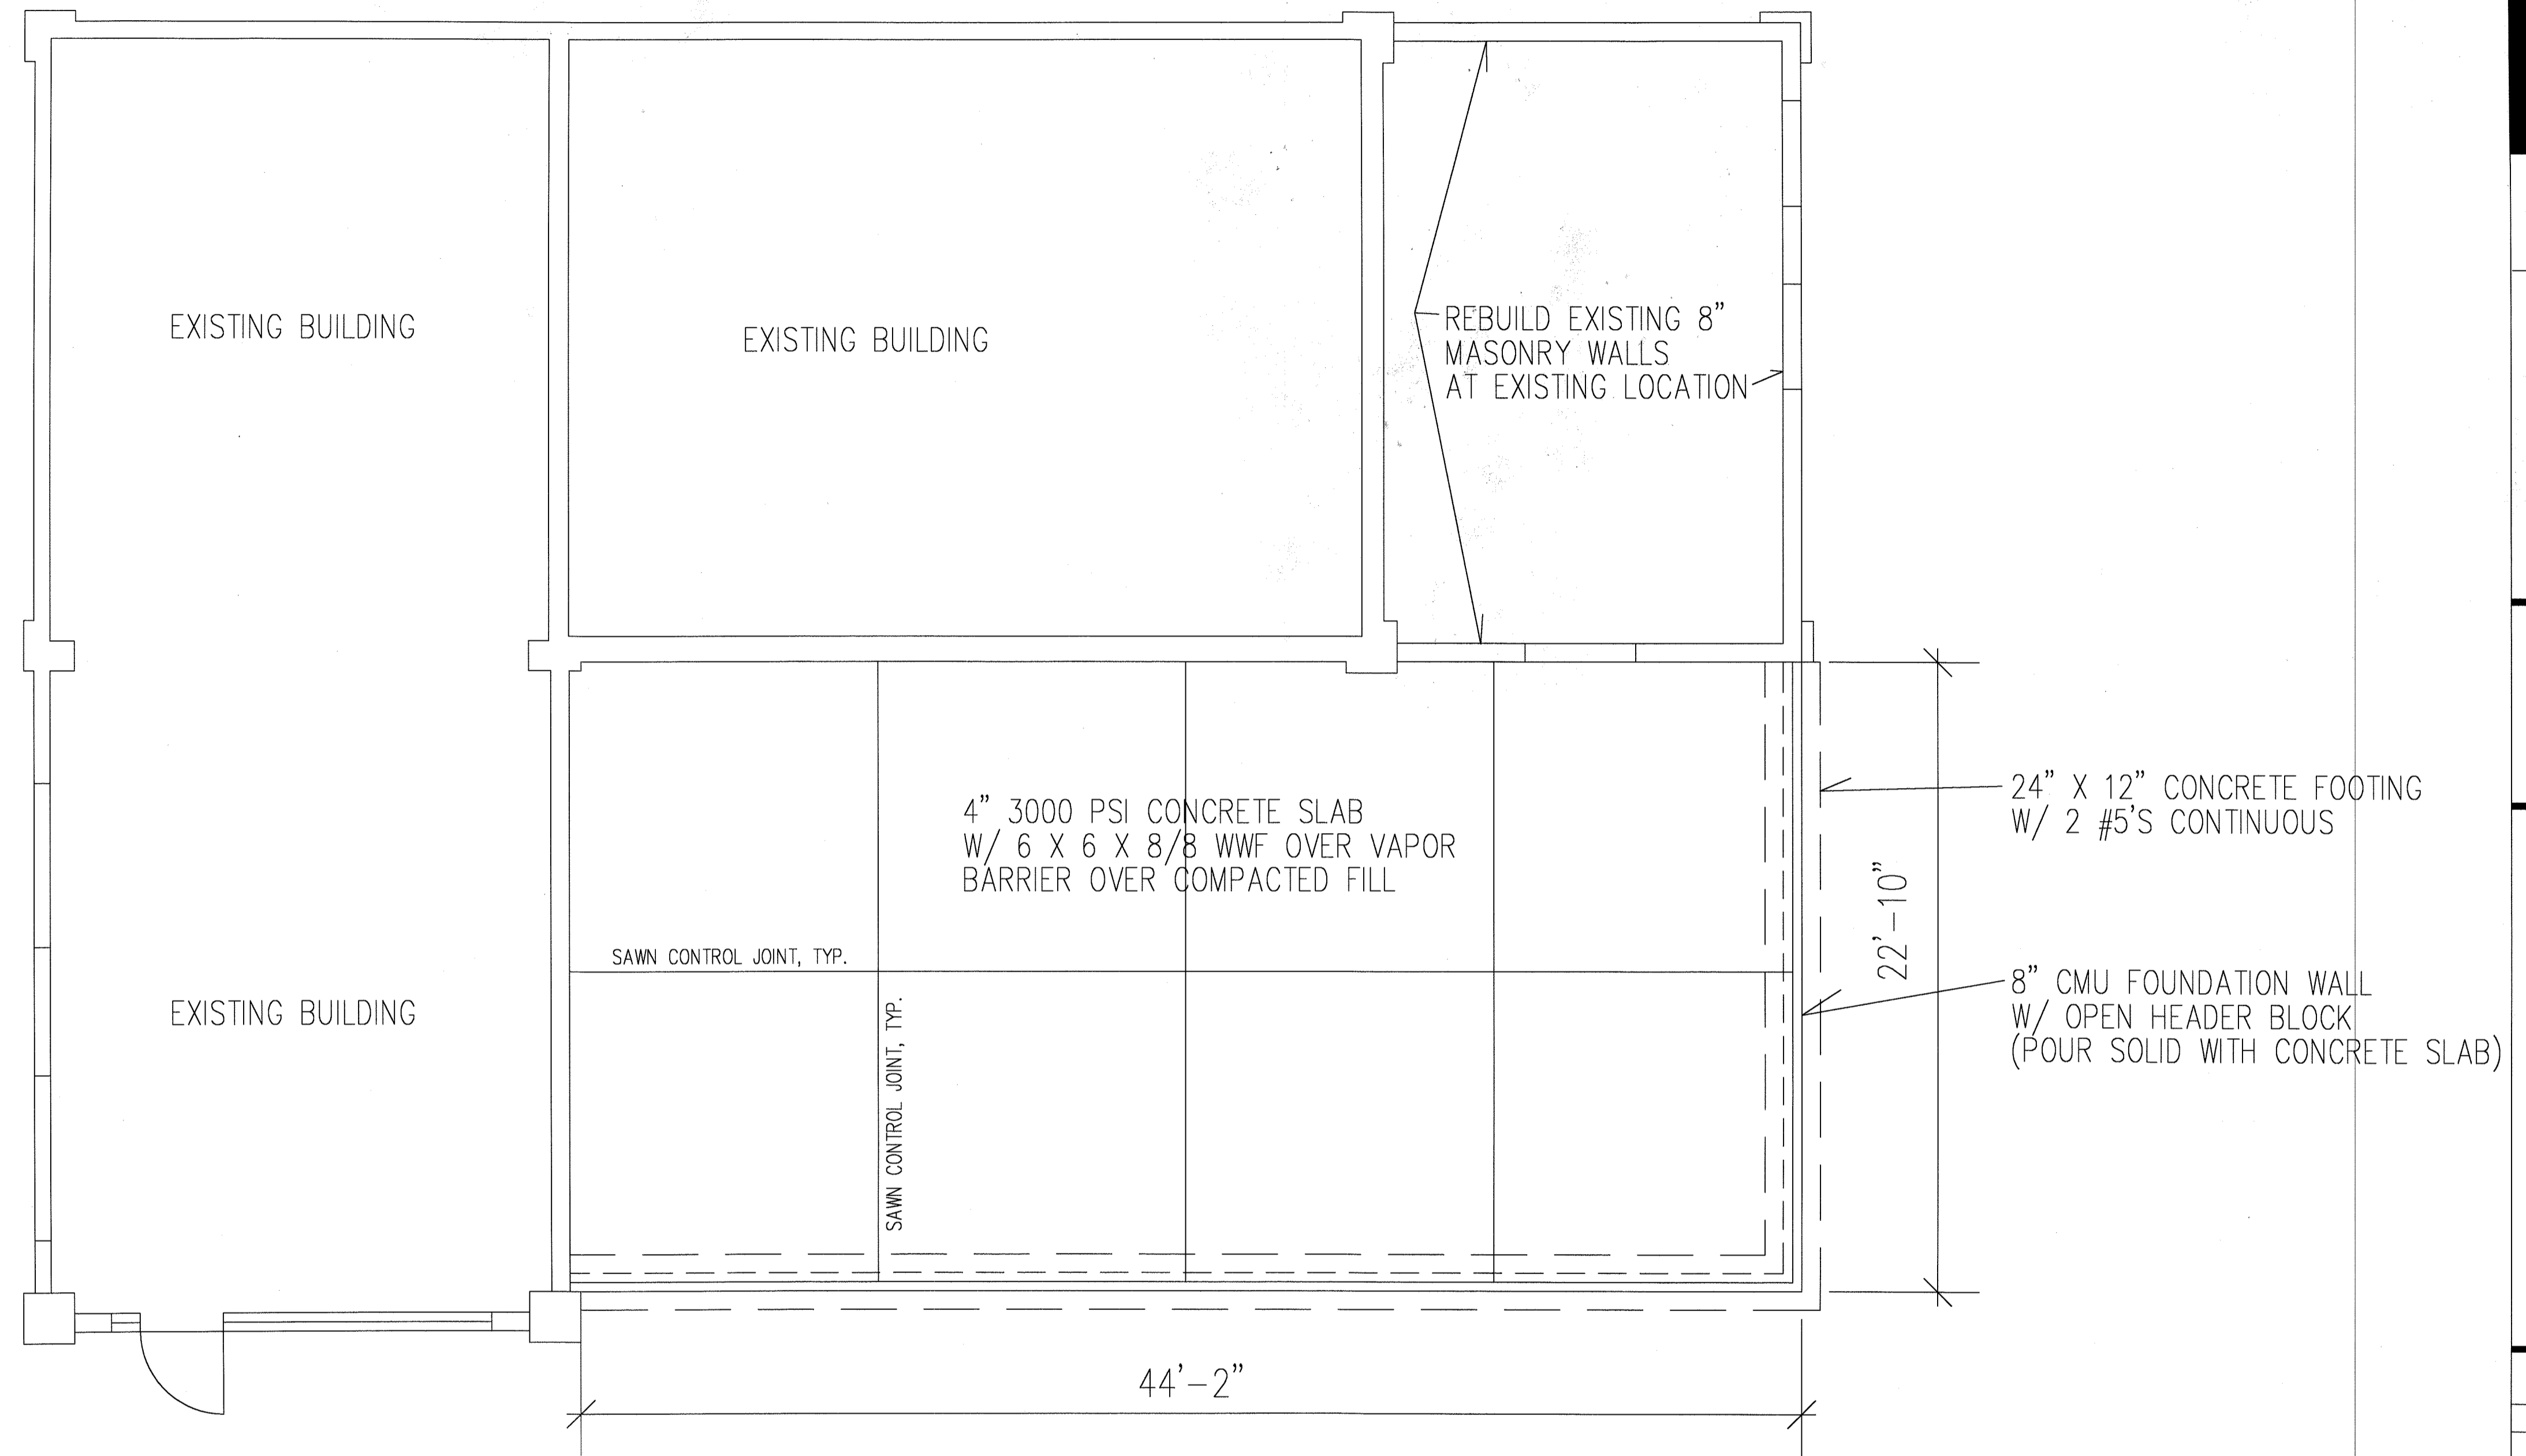 EXISTING BUILDING
EXISTING BUILDING
REBUILD EXISTING 8”
MASONRY WALLS
AT EXISTING LOCATION
4” 3000 PSI CONCRETE SLAB
W/ 6 X 6 X 8/8 WWF OVER VAPOR
BARRIER OVER COMPACTED FILL
24” X 12” CONCRETE FOOTING
W/ 2 #5'S CONTINUOUS
22'-10”
SAWN CONTROL JOINT, TYP.
SAWN CONTROL JOINT, TYP.
EXISTING BUILDING
8” CMU FOUNDATION WALL
W/ OPEN HEADER BLOCK
(POUR SOLID WITH CONCRETE SLAB)
44'-2”